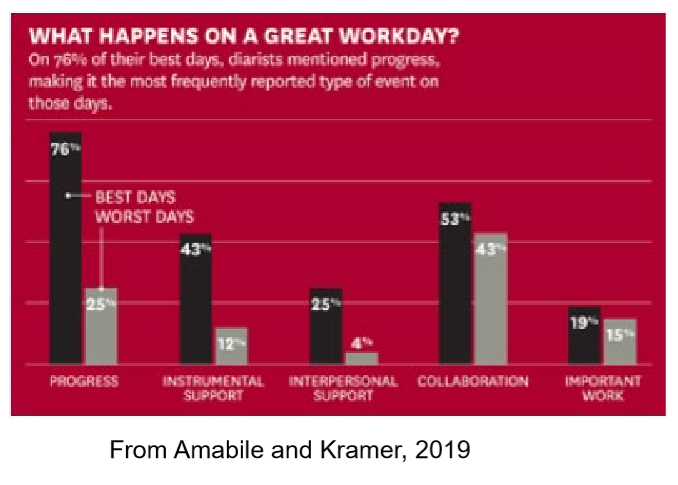 WHAT HAPPENS ON A GREAT WORKDAY?
On 76% of their best days, diarists mentioned progress,
making it the most frequently reported type of event on
those days.
76%
BEST DAYS
WORST DAYS
25%
43%
12%
25%
4%
53%
43%
19%
15%
PROGRESS
INSTRUMENTAL
SUPPORT
INTERPERSONAL
SUPPORT
COLLABORATION
IMPORTANT
WORK
From Amabile and Kramer, 2019